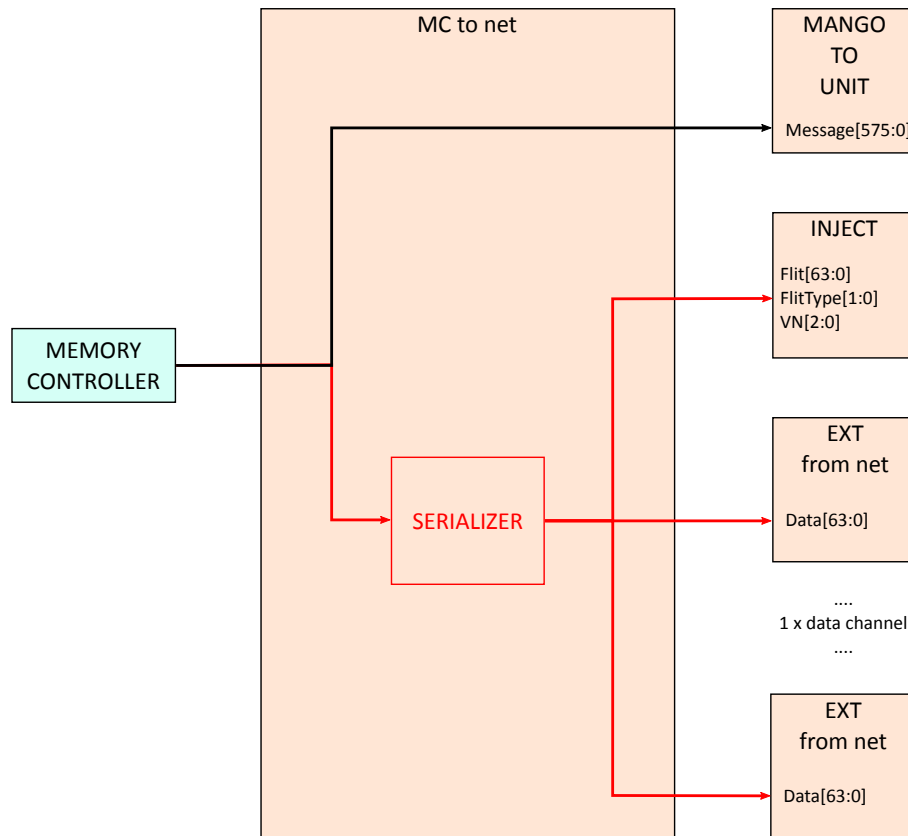 MC to net
MANGO
TO
UNIT
Message[575:0]
INJECT
Flit[63:0]
FlitType[1:0]
VN[2:0]
MEMORY
CONTROLLER
SERIALIZER
EXT
from net
Data[63:0]
....
1 x data channel
....
EXT
from net
Data[63:0]